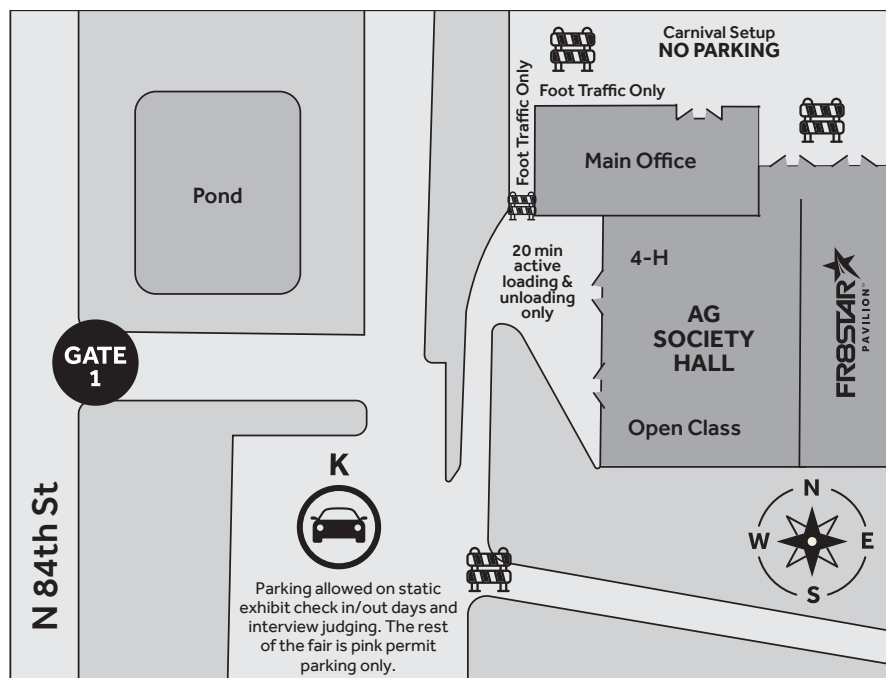 Carnival Setup
NO PARKING
Foot Traffic Only
Foot Traffic Only
Main Office
Pond
20 min
active
loading &
unloading
only
4-H
AG
SOCIETY
HALL
FR8STAR
PAVILION™
GATE
1
Open Class
K
N 84th St
N
W
E
S
Parking allowed on static
exhibit check in/out days and
interview judging. The rest
of the fair is pink permit
parking only.